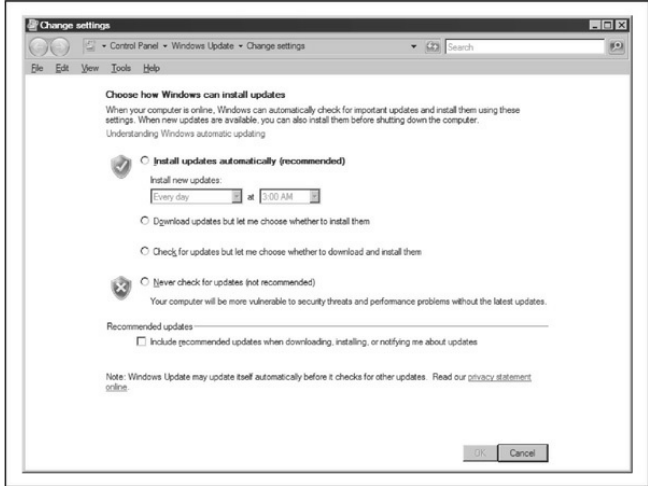 Change settings
Control Panel Windows Update Change settings Search
File Edit View Tools Help
Choose how Windows can install updates
When your computer is online, Windows can automatically check for important updates and install them using these
settings. When new updates are available, you can also install them before shutting down the computer.
Understanding Windows automatic updating
Install updates automatically (recommended)
Install new updates:
Every day at 3:00 AM
Download updates but let me choose whether to install them
Check for updates but let me choose whether to download and install them
Never check for updates (not recommended)
Your computer will be more vulnerable to security threats and performance problems without the latest updates.
Recommended updates
Include recommended updates when downloading, installing, or notifying me about updates
Note: Windows Update may update itself automatically before it checks for other updates. Read our privacy statement
online.
OK Cancel